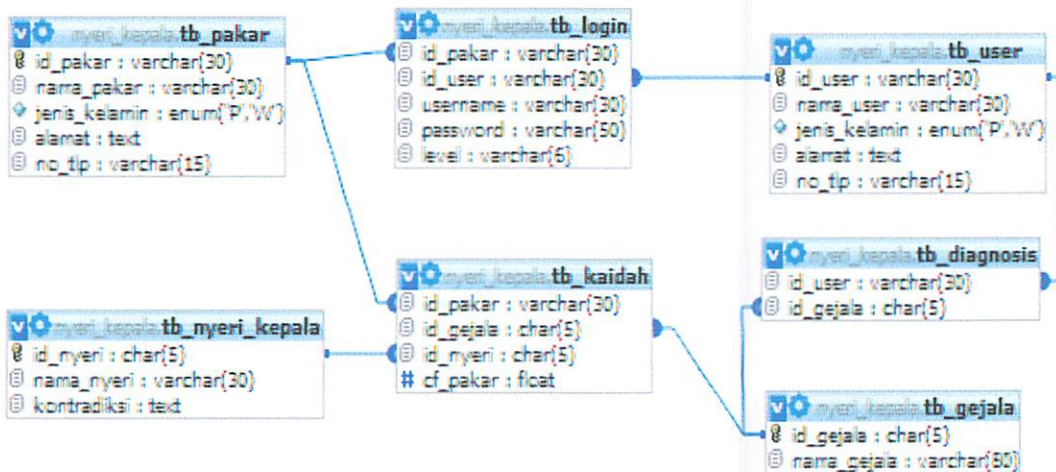 nyeri_kepala.tb_pakar
id_pakar : varchar(30)
nama_pakar : varchar(30)
jenis_kelamin : enum('P','W')
alamat : text
no_tlp : varchar(15)
nyeri_kepala.tb_login
id_pakar : varchar(30)
id_user : varchar(30)
username : varchar(30)
password : varchar(50)
level : varchar(6)
nyeri_kepala.tb_user
id_user : varchar(30)
nama_user : varchar(30)
jenis_kelamin : enum('P','W')
alamat : text
no_tlp : varchar(15)
nyeri_kepala.tb_nyeri_kepala
id_nyeri : char(5)
nama_nyeri : varchar(30)
kontradiksi : text
nyeri_kepala.tb_kaidah
id_pakar : varchar(30)
id_gejala : char(5)
id_nyeri : char(5)
# cf_pakar : float
nyeri_kepala.tb_diagnosis
id_user : varchar(30)
id_gejala : char(5)
nyeri_kepala.tb_gejala
id_gejala : char(5)
nama_gejala : varchar(80)